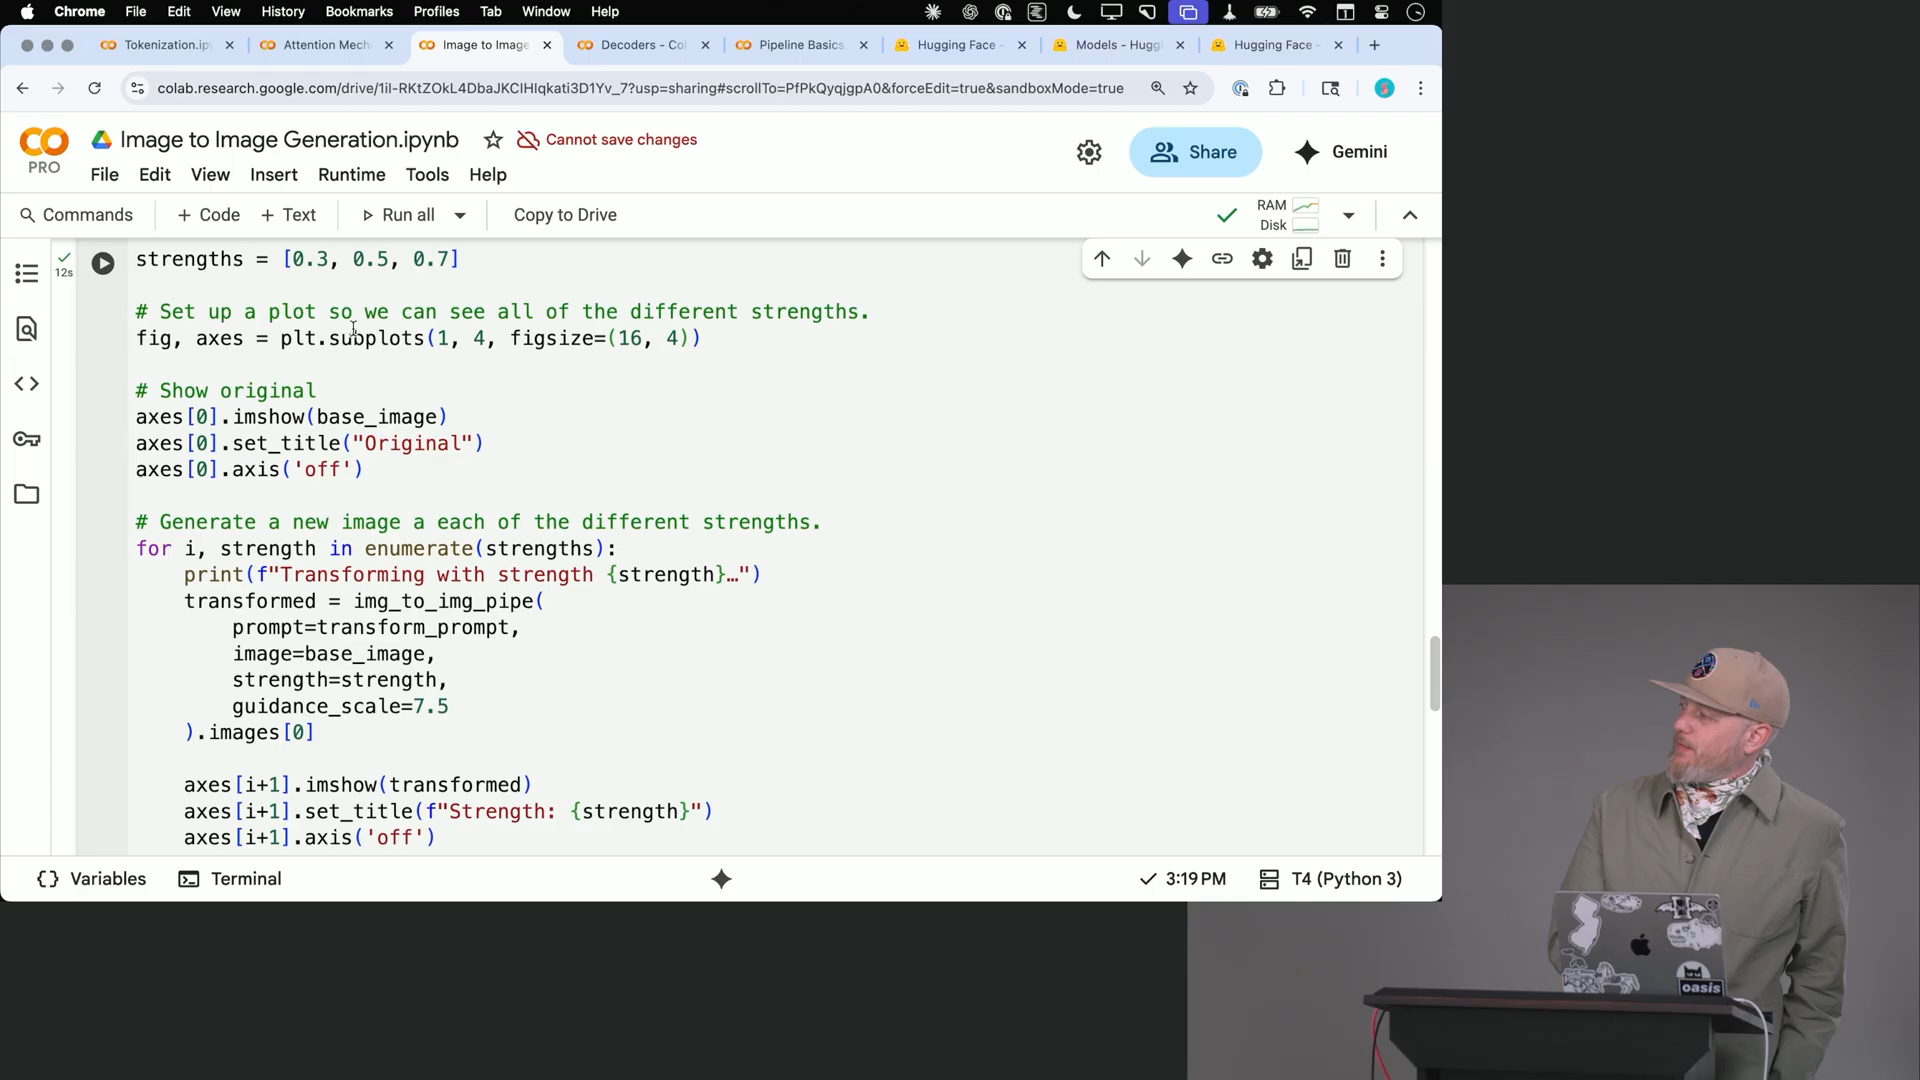 Chrome File Edit View History Bookmarks Profiles Tab Window Help
Tokenization.ip
Attention Mech
Image to Image
Decoders - Col
Pipeline Basics.
Hugging Face -
Models - Hugg
Hugging Face -
colab.research.google.com/drive/1il-RKtZOkL4DbaJKCIHIqkati3D1Yv_7?usp=sharing#scrollTo=PfPkQyqjgpA0&forceEdit=true&sandboxMode=true
CO PRO
Image to Image Generation.ipynb
Cannot save changes
Share
Gemini
File Edit View Insert Runtime Tools Help
Commands + Code + Text Run all Copy to Drive
RAM
Disk
12s
strengths = [0.3, 0.5, 0.7]
# Set up a plot so we can see all of the different strengths.
fig, axes = plt.subplots(1, 4, figsize=(16, 4))
# Show original
axes[0].imshow(base_image)
axes[0].set_title("Original")
axes[0].axis('off')
# Generate a new image a each of the different strengths.
for i, strength in enumerate(strengths):
    print(f"Transforming with strength {strength}…")
    transformed = img_to_img_pipe(
        prompt=transform_prompt,
        image=base_image,
        strength=strength,
        guidance_scale=7.5
    ).images[0]
    axes[i+1].imshow(transformed)
    axes[i+1].set_title(f"Strength: {strength}")
    axes[i+1].axis('off')
Variables
Terminal
3:19 PM
T4 (Python 3)
oasis